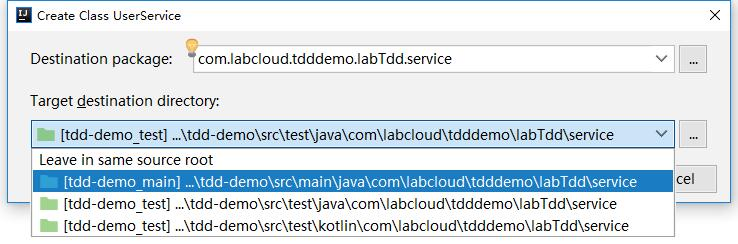 Create Class UserService
Destination package: com.labcloud.tdddemo.labTdd.service ...
Target destination directory:
[tdd-demo_test] ...\tdd-demo\src\test\java\com\labcloud\tdddemo\labTdd\service ...
Leave in same source root
[tdd-demo_main] ...\tdd-demo\src\main\java\com\labcloud\tdddemo\labTdd\service
cel
[tdd-demo_test] ...\tdd-demo\src\test\java\com\labcloud\tdddemo\labTdd\service
[tdd-demo_test] ...\tdd-demo\src\test\kotlin\com\labcloud\tdddemo\labTdd\service